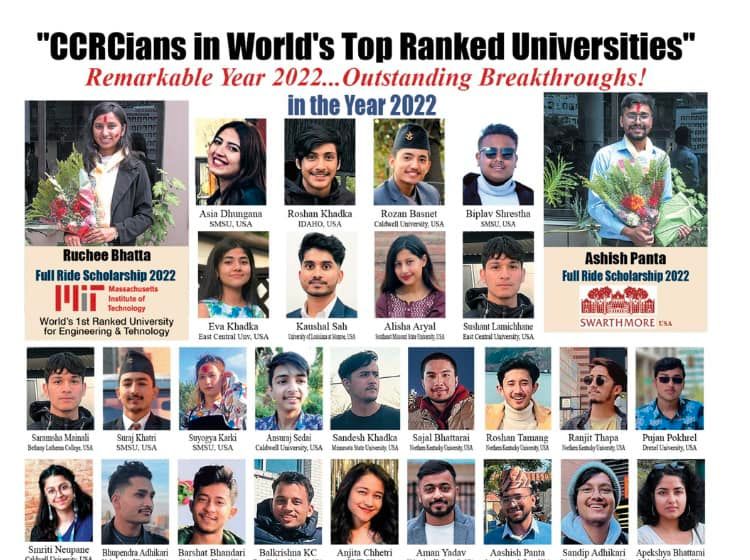 "CCRCians in World's Top Ranked Universities"
Remarkable Year 2022...Outstanding Breakthroughs!
in the Year 2022
Ruchee Bhatta
Full Ride Scholarship 2022
MIT Massachusetts
Institute of
Technology
World's 1st Ranked University
for Engineering & Tehnology
Asia Dhungana
SMSU, USA
Roshan Khadka
IDAHO, USA
Rozan Basnet
Caldwell University, USA
Biplav Shrestha
SMSU, USA
Ashish Panta
Full Ride Scholarship 2022
SWARTHMORE USA
Eva Khadka
East Central Univ, USA
Kaushal Sah
University of Louisiana at Monroe, USA
Alisha Aryal
Southeast Missouri State University, USA
Sushant Lamichhane
East Central University, USA
Saramsha Mainali
Bethany Lutheran College, USA
Suraj Khatri
SMSU, USA
Suyogya Karki
SMSU, USA
Ansuraj Sedai
Caldwell University, USA
Sandesh Khadka
Minnesota State University, USA
Sajal Bhattarai
Northern Kentucky University, USA
Roshan Tamang
Northern Kentucky University, USA
Ranjit Thapa
Northern Kentucky University, USA
Pujan Pokhrel
Drexel University, USA
Smriti Neupane
Caldwell University, USA
Bhupendra Adhikari
Barshat Bhandari
Balkrishna KC
Anjita Chhetri
Aman Yadav
Aashish Panta
Sandip Adhikari
Apekshya Bhattarai